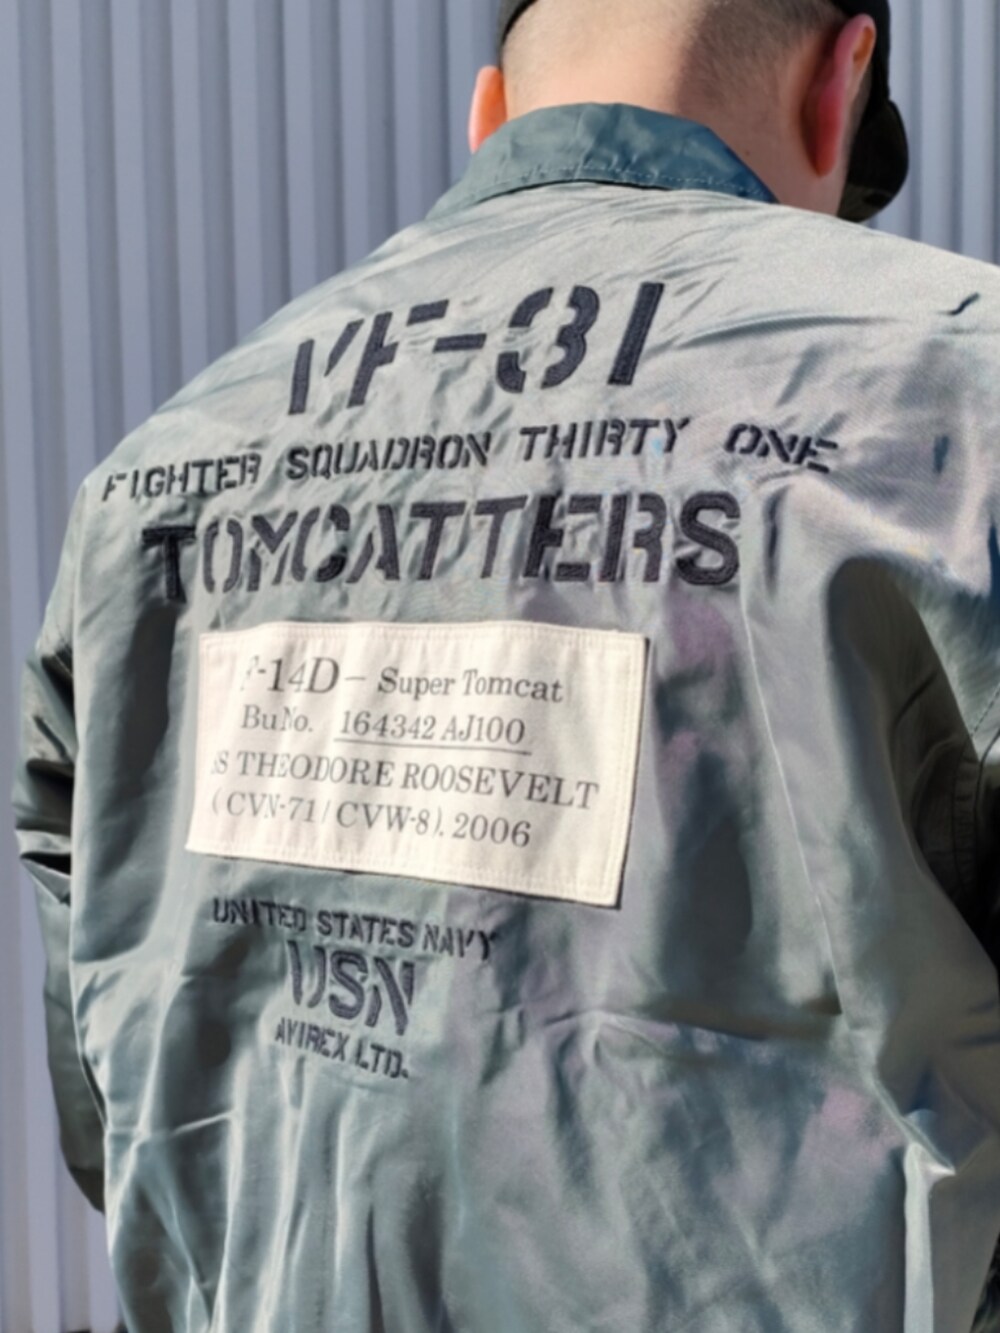 VF-31
FIGHTER SQUADRON THIRTY ONE
TOMCATTERS
F-14D - Super Tomcat
BuNo. 164342 AJ100
S THEODORE ROOSEVELT
(CVN-71/CVW-8). 2006
UNITED STATES NAVY
USN
AVIREX LTD.